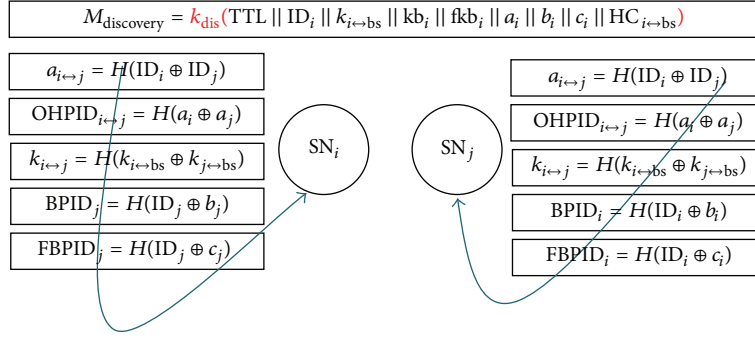 M_discovery = k_dis(TTL || ID_i || k_i↔bs || kb_i || fkb_i || a_i || b_i || c_i || HC_i↔bs)
a_i↔j = H(ID_i ⊕ ID_j)
OHPID_i↔j = H(a_i ⊕ a_j)
k_i↔j = H(k_i↔bs ⊕ k_j↔bs)
BPID_j = H(ID_j ⊕ b_j)
FBPID_j = H(ID_j ⊕ c_j)
SN_i
SN_j
a_i↔j = H(ID_i ⊕ ID_j)
OHPID_i↔j = H(a_i ⊕ a_j)
k_i↔j = H(k_i↔bs ⊕ k_j↔bs)
BPID_i = H(ID_i ⊕ b_i)
FBPID_i = H(ID_i ⊕ c_i)